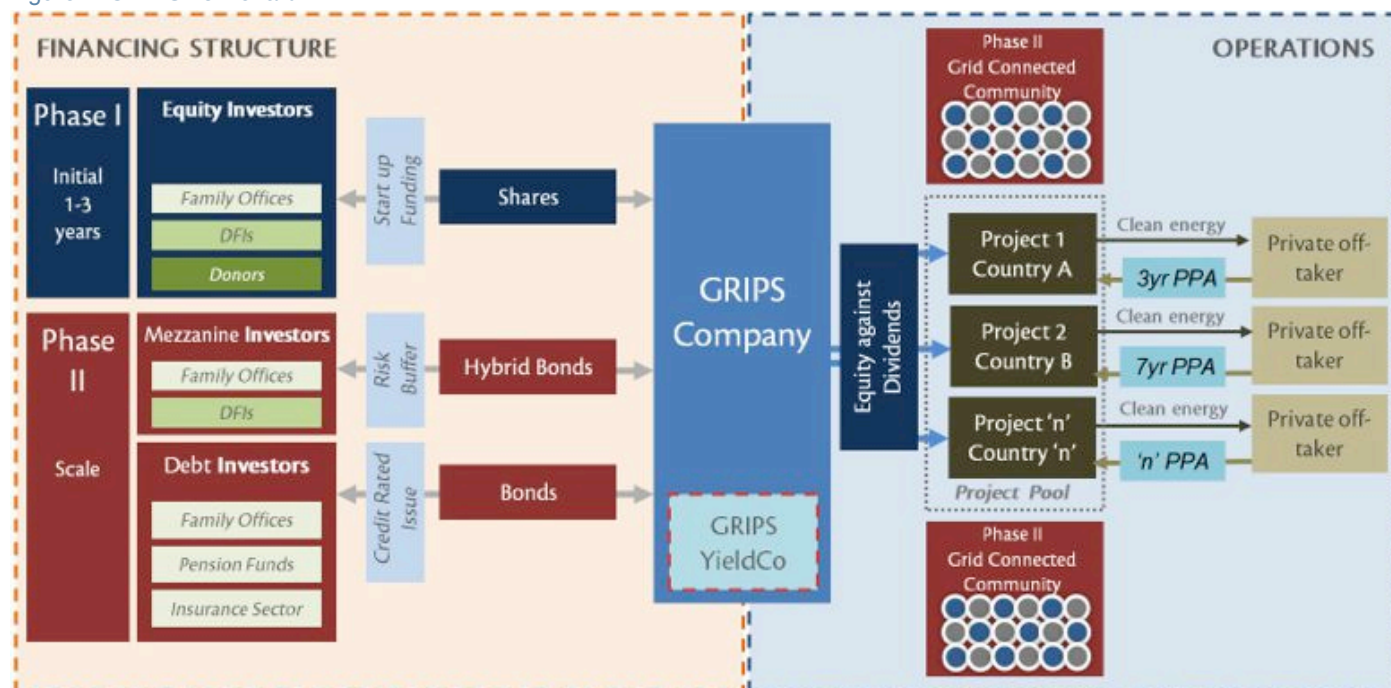 FINANCING STRUCTURE
Phase I
Initial
1-3
years
Equity Investors
Family Offices
DFIs
Donors
Start up
Funding
Shares
Phase
II
Scale
Mezzanine Investors
Family Offices
DFIs
Risk
Buffer
Hybrid Bonds
Debt Investors
Family Offices
Pension Funds
Insurance Sector
Credit Rated
Issue
Bonds
GRIPS
Company
GRIPS
YieldCo
OPERATIONS
Phase II
Grid Connected
Community
Equity against
Dividends
Project 1
Country A
Clean energy
3yr PPA
Private off-
taker
Project 2
Country B
Clean energy
7yr PPA
Private off-
taker
Project 'n'
Country 'n'
Clean energy
'n' PPA
Private off-
taker
Project Pool
Phase II
Grid Connected
Community